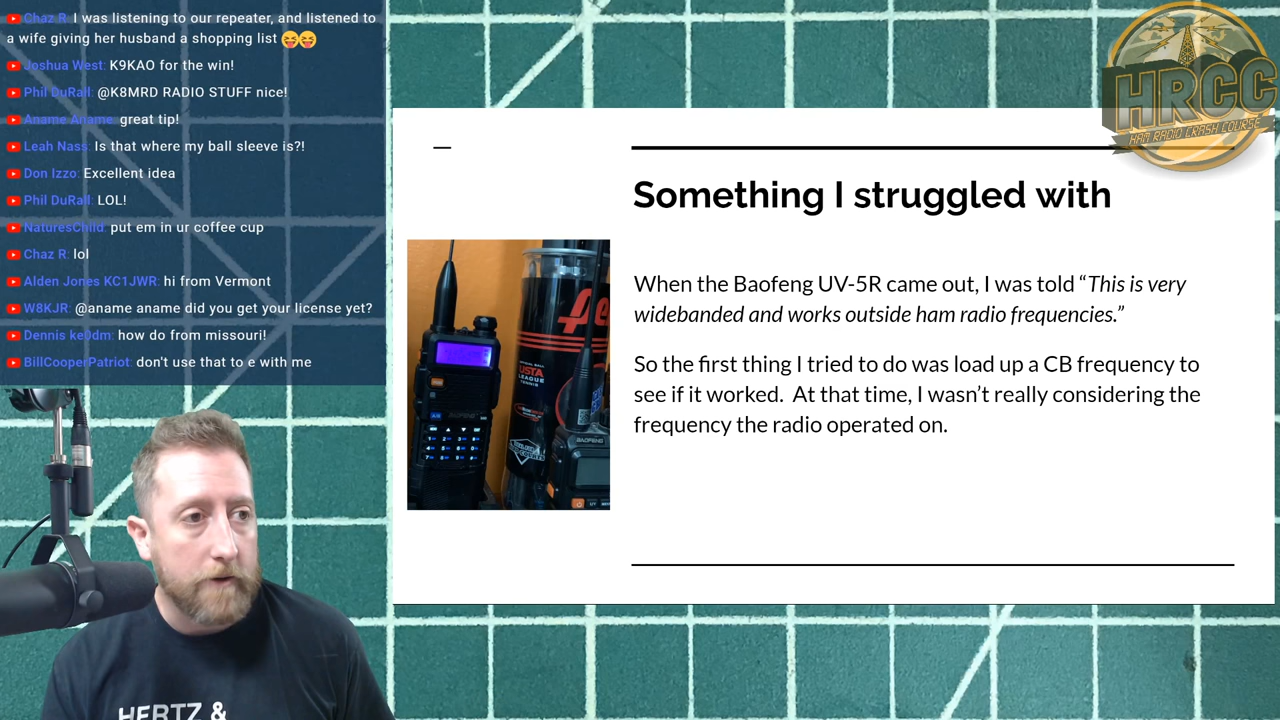 Chaz R: I was listening to our repeater, and listened to
a wife giving her husband a shopping list 😝😝
Joshua West: K9KAO for the win!
Phil DuRall: @K8MRD RADIO STUFF nice!
Aname Aname: great tip!
Leah Nass: Is that where my ball sleeve is?!
Don Izzo: Excellent idea
Phil DuRall: LOL!
NaturesChild: put em in ur coffee cup
Chaz R: lol
Alden Jones KC1JWR: hi from Vermont
W8KJR: @aname aname did you get your license yet?
Dennis ke0dm: how do from missouri!
BillCooperPatriot: don't use that to e with me
HRCC
HAM RADIO CRASH COURSE
Something I struggled with
When the Baofeng UV-5R came out, I was told “This is very
widebanded and works outside ham radio frequencies.”
So the first thing I tried to do was load up a CB frequency to
see if it worked.  At that time, I wasn’t really considering the
frequency the radio operated on.
USTA
LEAGUE
TENNIS
BAOFENG
BAOFENG
HERTZ &